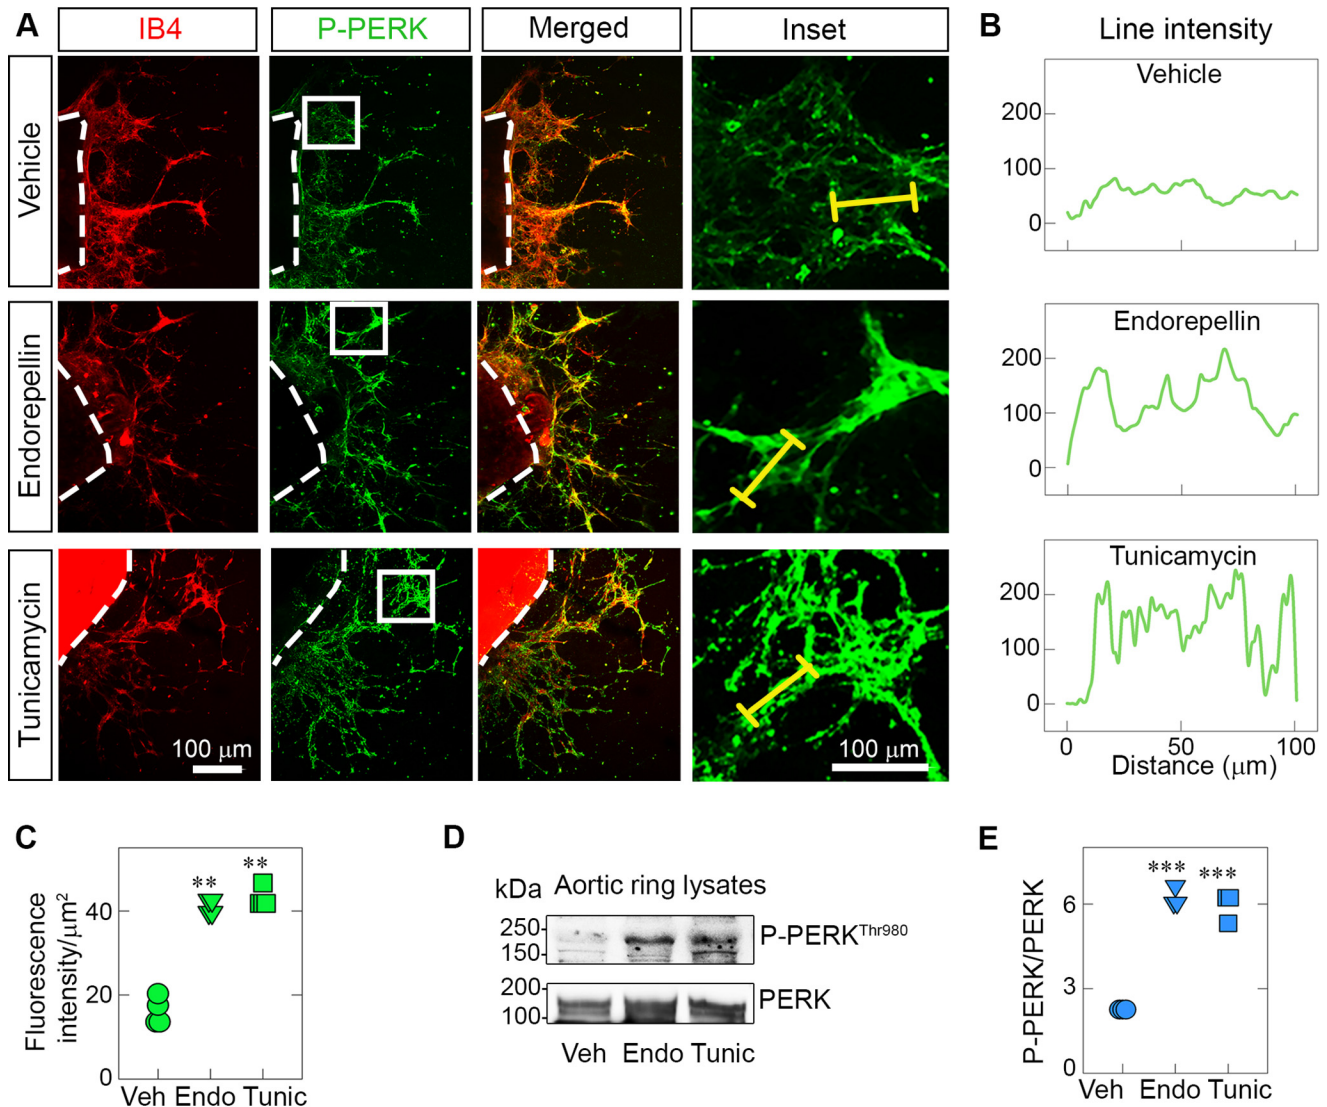 A
IB4
P-PERK
Merged
Inset
B
Line intensity
Vehicle
Endorepellin
Tunicamycin
100 μm
100 μm
Vehicle
200
100
0
Endorepellin
200
100
0
Tunicamycin
200
100
0
0 50 100
Distance (μm)
C
Fluorescence
intensity/μm²
40
20
0
** **
Veh Endo Tunic
D
kDa Aortic ring lysates
250
150
P-PERKThr980
200
100
PERK
Veh Endo Tunic
E
P-PERK/PERK
6
3
0
*** ***
Veh Endo Tunic